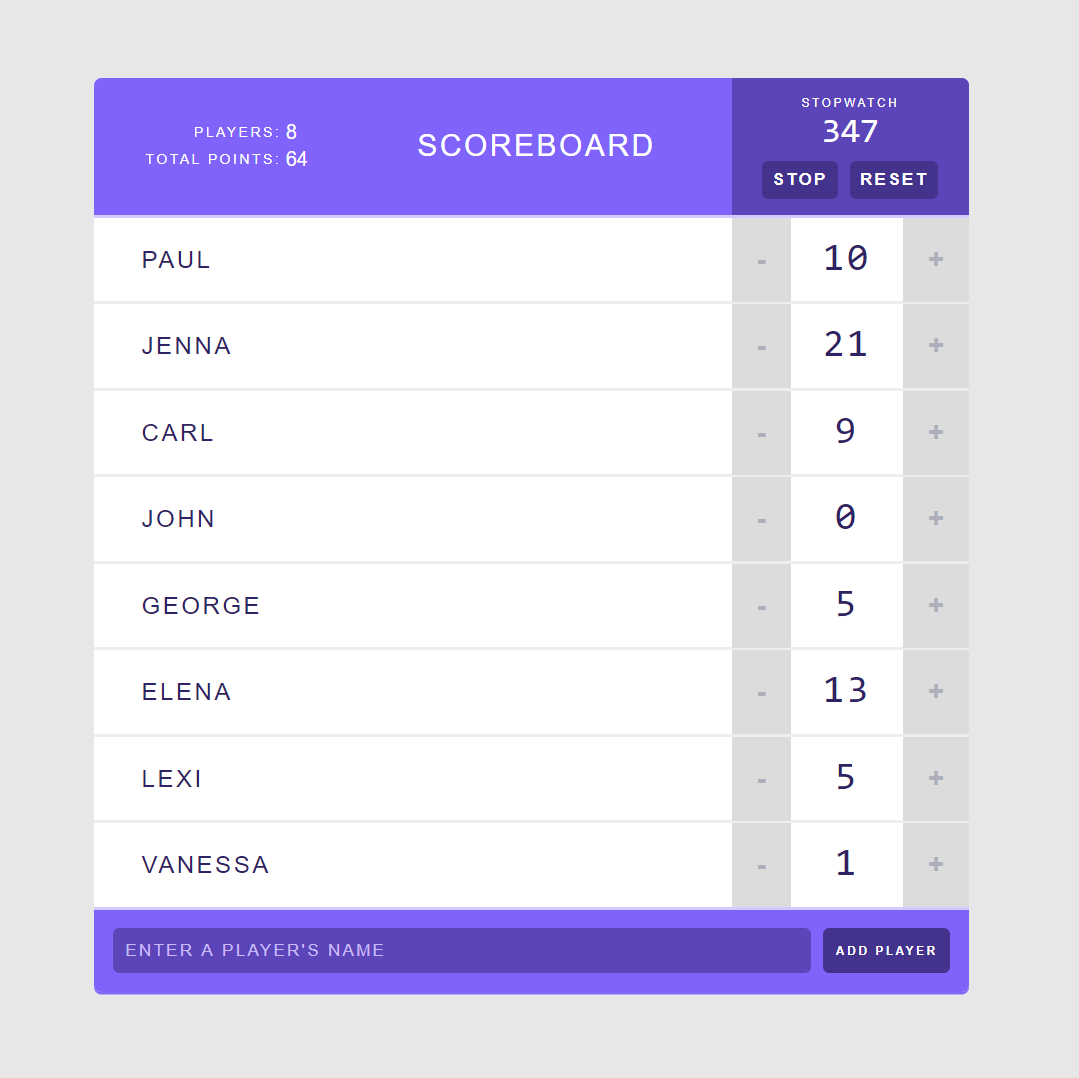 PLAYERS: 8
TOTAL POINTS: 64
SCOREBOARD
STOPWATCH
347
STOP RESET
PAUL - 10 +
JENNA - 21 +
CARL - 9 +
JOHN - 0 +
GEORGE - 5 +
ELENA - 13 +
LEXI - 5 +
VANESSA - 1 +
ENTER A PLAYER'S NAME ADD PLAYER